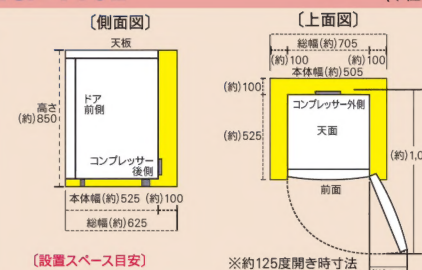 〔側面図〕
天板
高さ
(約)850
ドア
前側
コンプレッサー
後側
本体幅(約)525 (約)100
総幅(約)625
〔設置スペース目安〕
〔上面図〕
総幅(約)705
(約)100 (約)100
本体幅(約)505
(約)100
コンプレッサー外側
(約)525
天面
(約)1,0
前面
※約125度開き時寸法